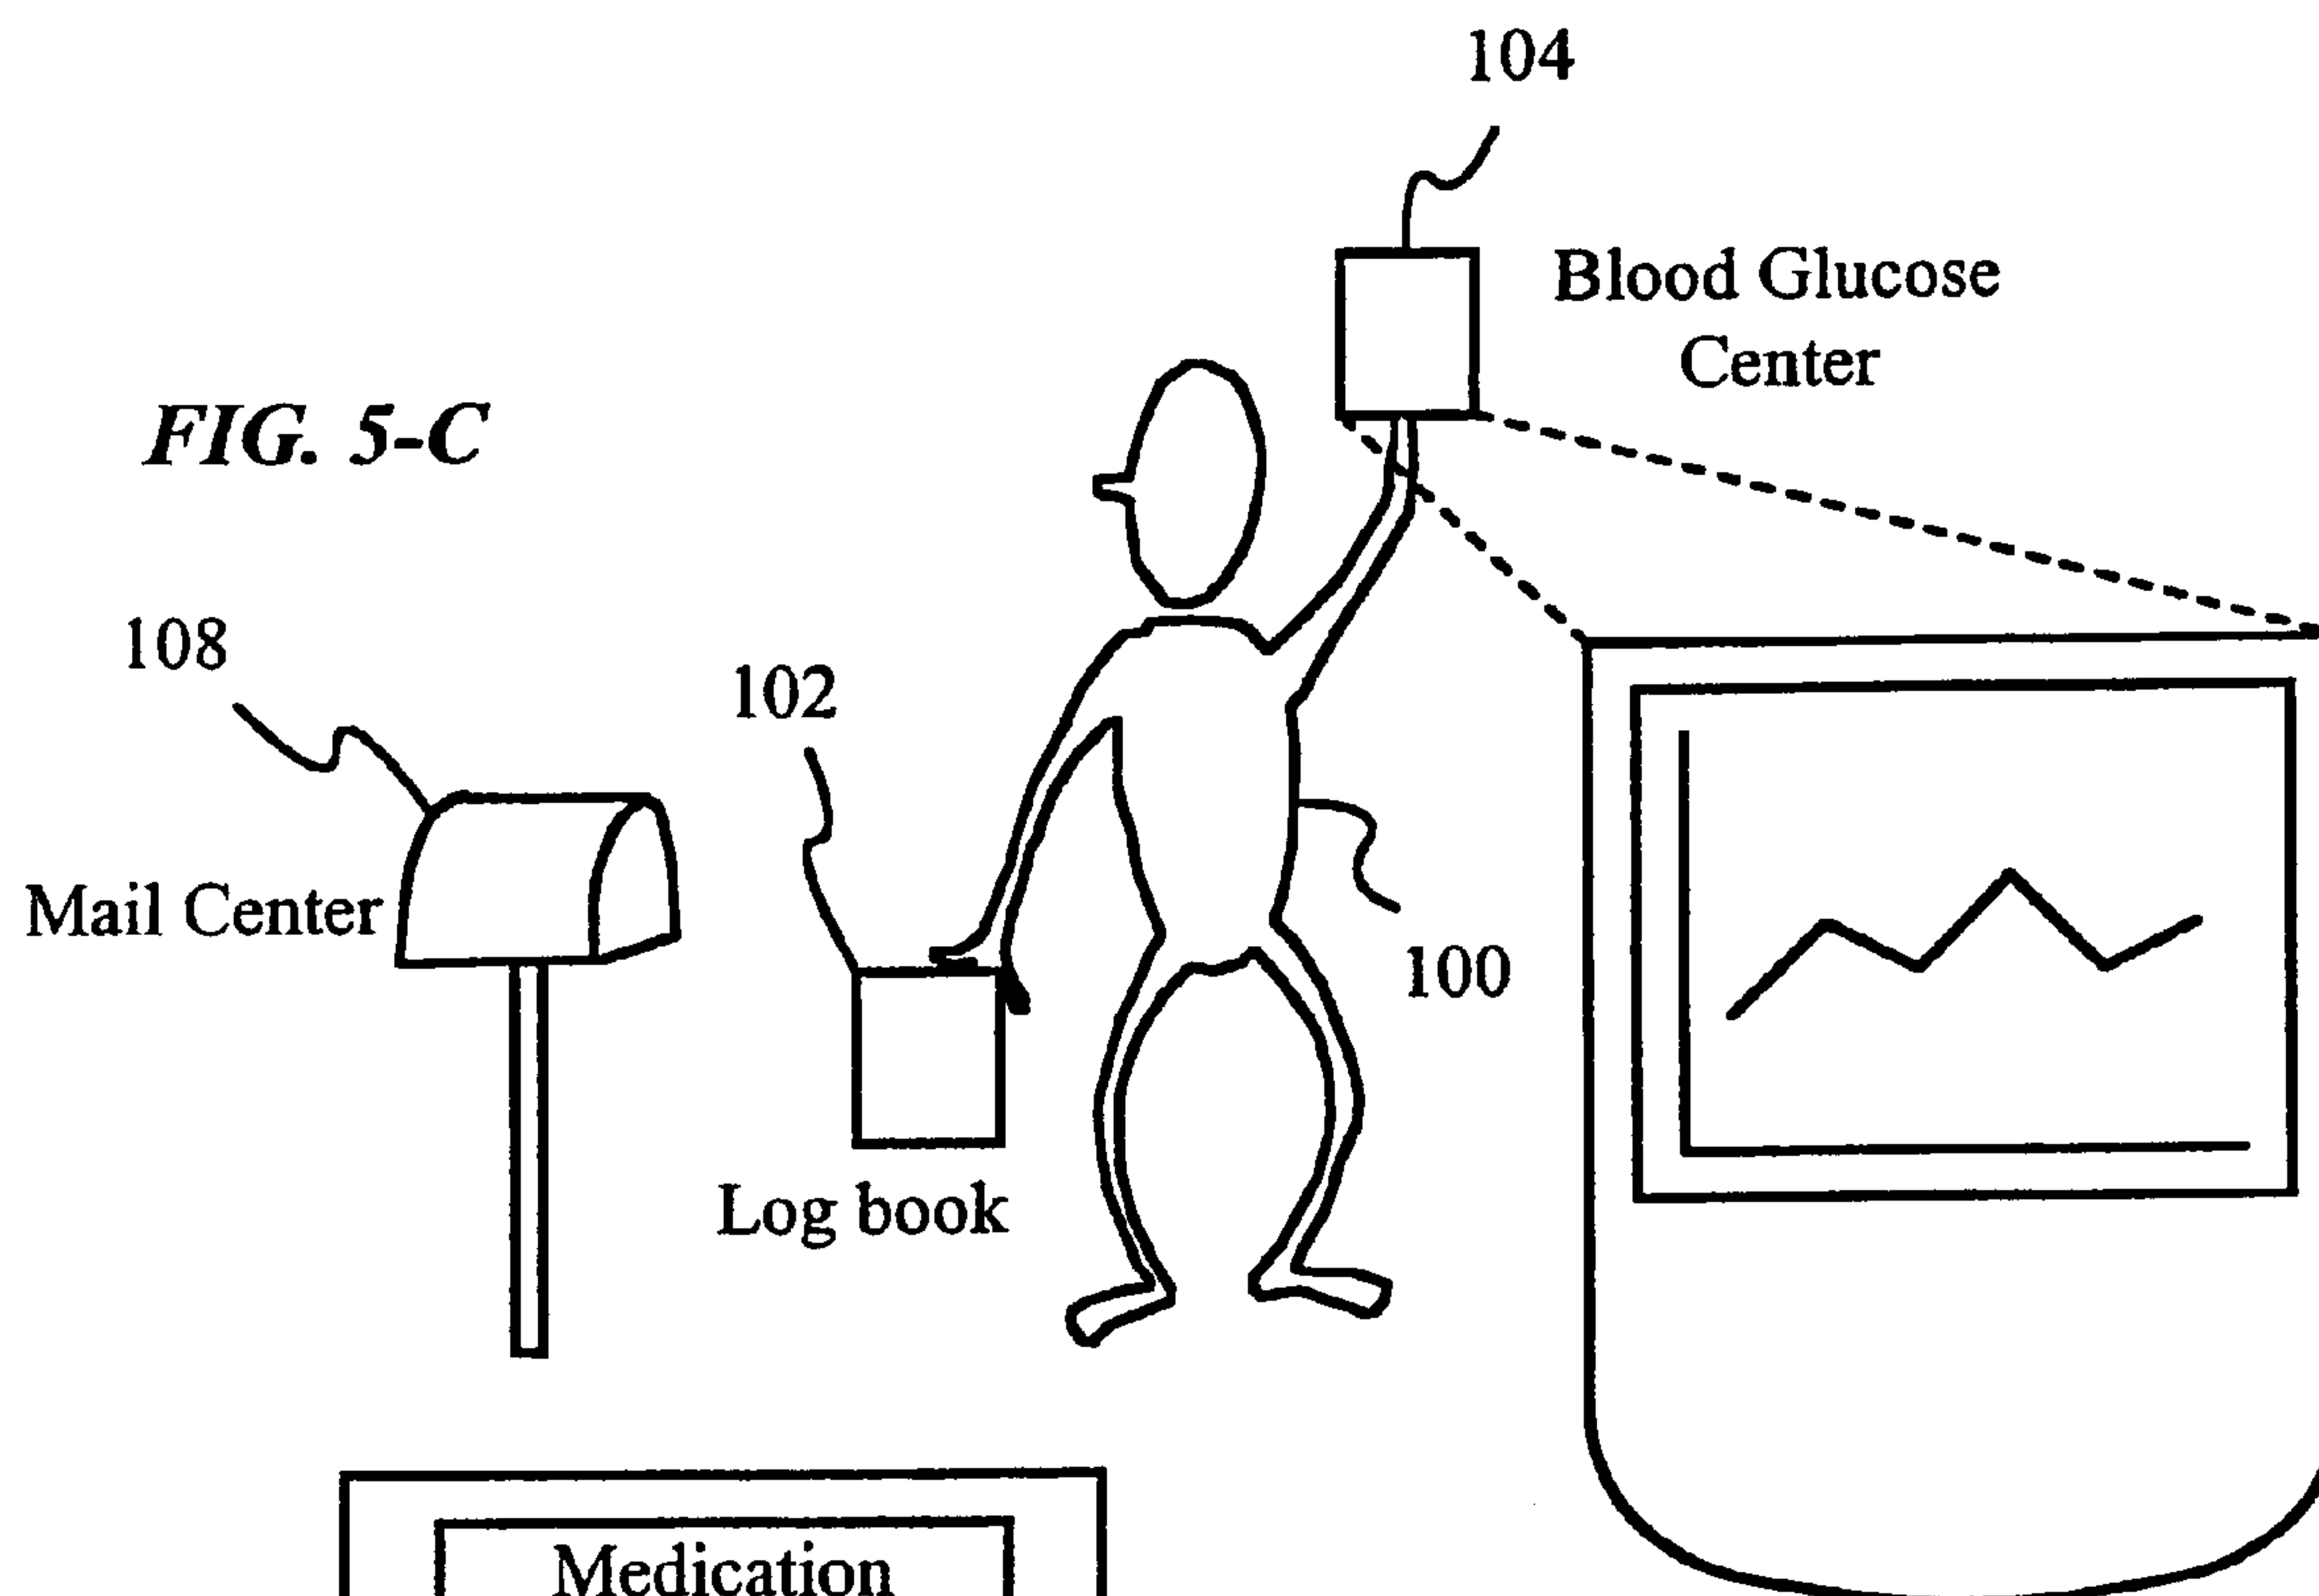 104
Blood Glucose
Center
FIG. 5-C
108
102
Mail Center
100
Log book
Medication